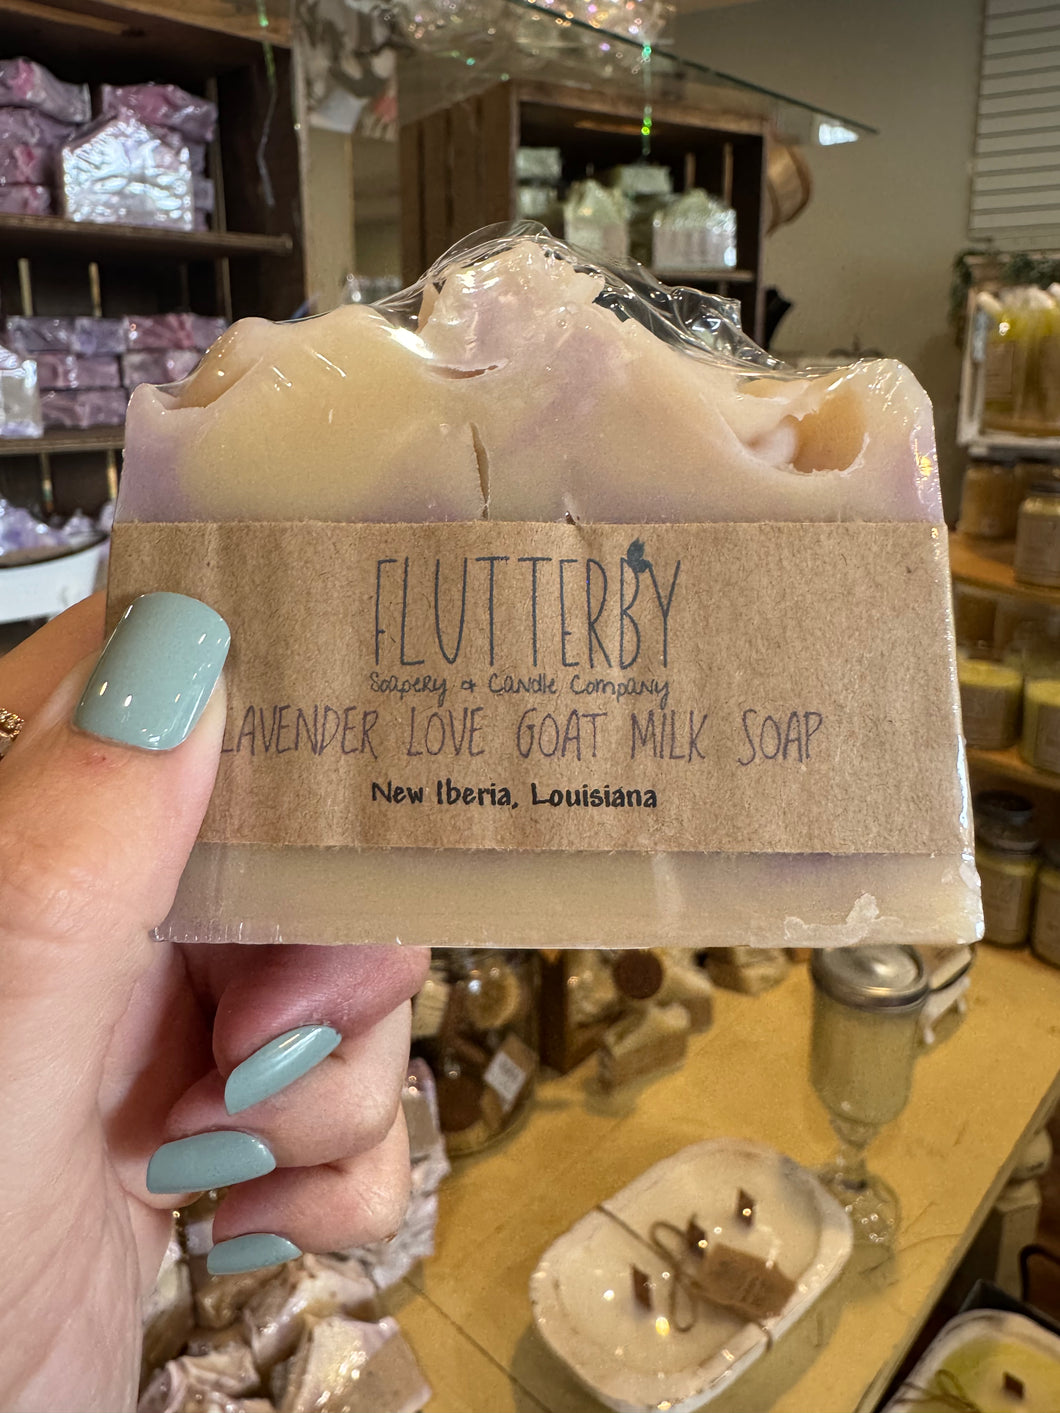 FLUTTERBY
Soapery & Candle Company
LAVENDER LOVE GOAT MILK SOAP
New Iberia, Louisiana